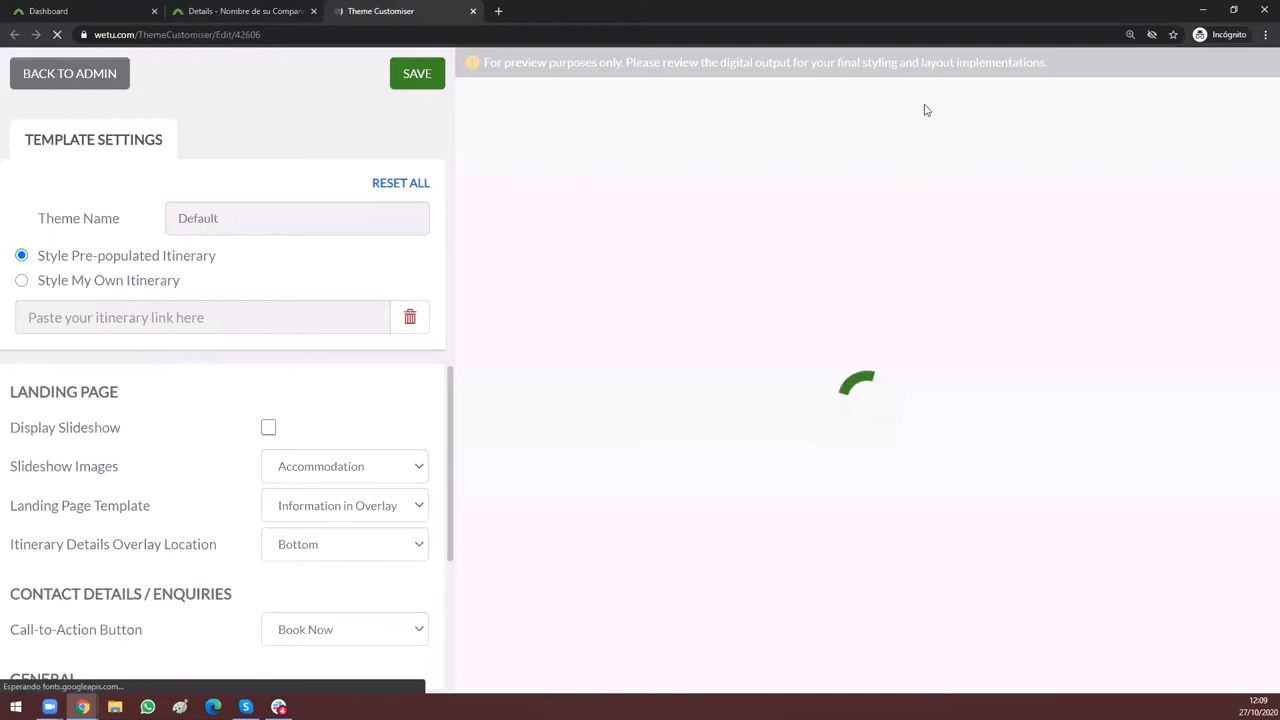 Dashboard
Details - Nombre de su Compan
Theme Customiser
wetu.com/ThemeCustomiser/Edit/42606
Incógnito
BACK TO ADMIN
SAVE
For preview purposes only. Please review the digital output for your final styling and layout implementations.
TEMPLATE SETTINGS
RESET ALL
Theme Name
Default
Style Pre-populated Itinerary
Style My Own Itinerary
Paste your itinerary link here
LANDING PAGE
Display Slideshow
Slideshow Images
Accommodation
Landing Page Template
Information in Overlay
Itinerary Details Overlay Location
Bottom
CONTACT DETAILS / ENQUIRIES
Call-to-Action Button
Book Now
GENERAL
Esperando fonts.googleapis.com...
12:09
27/10/2020